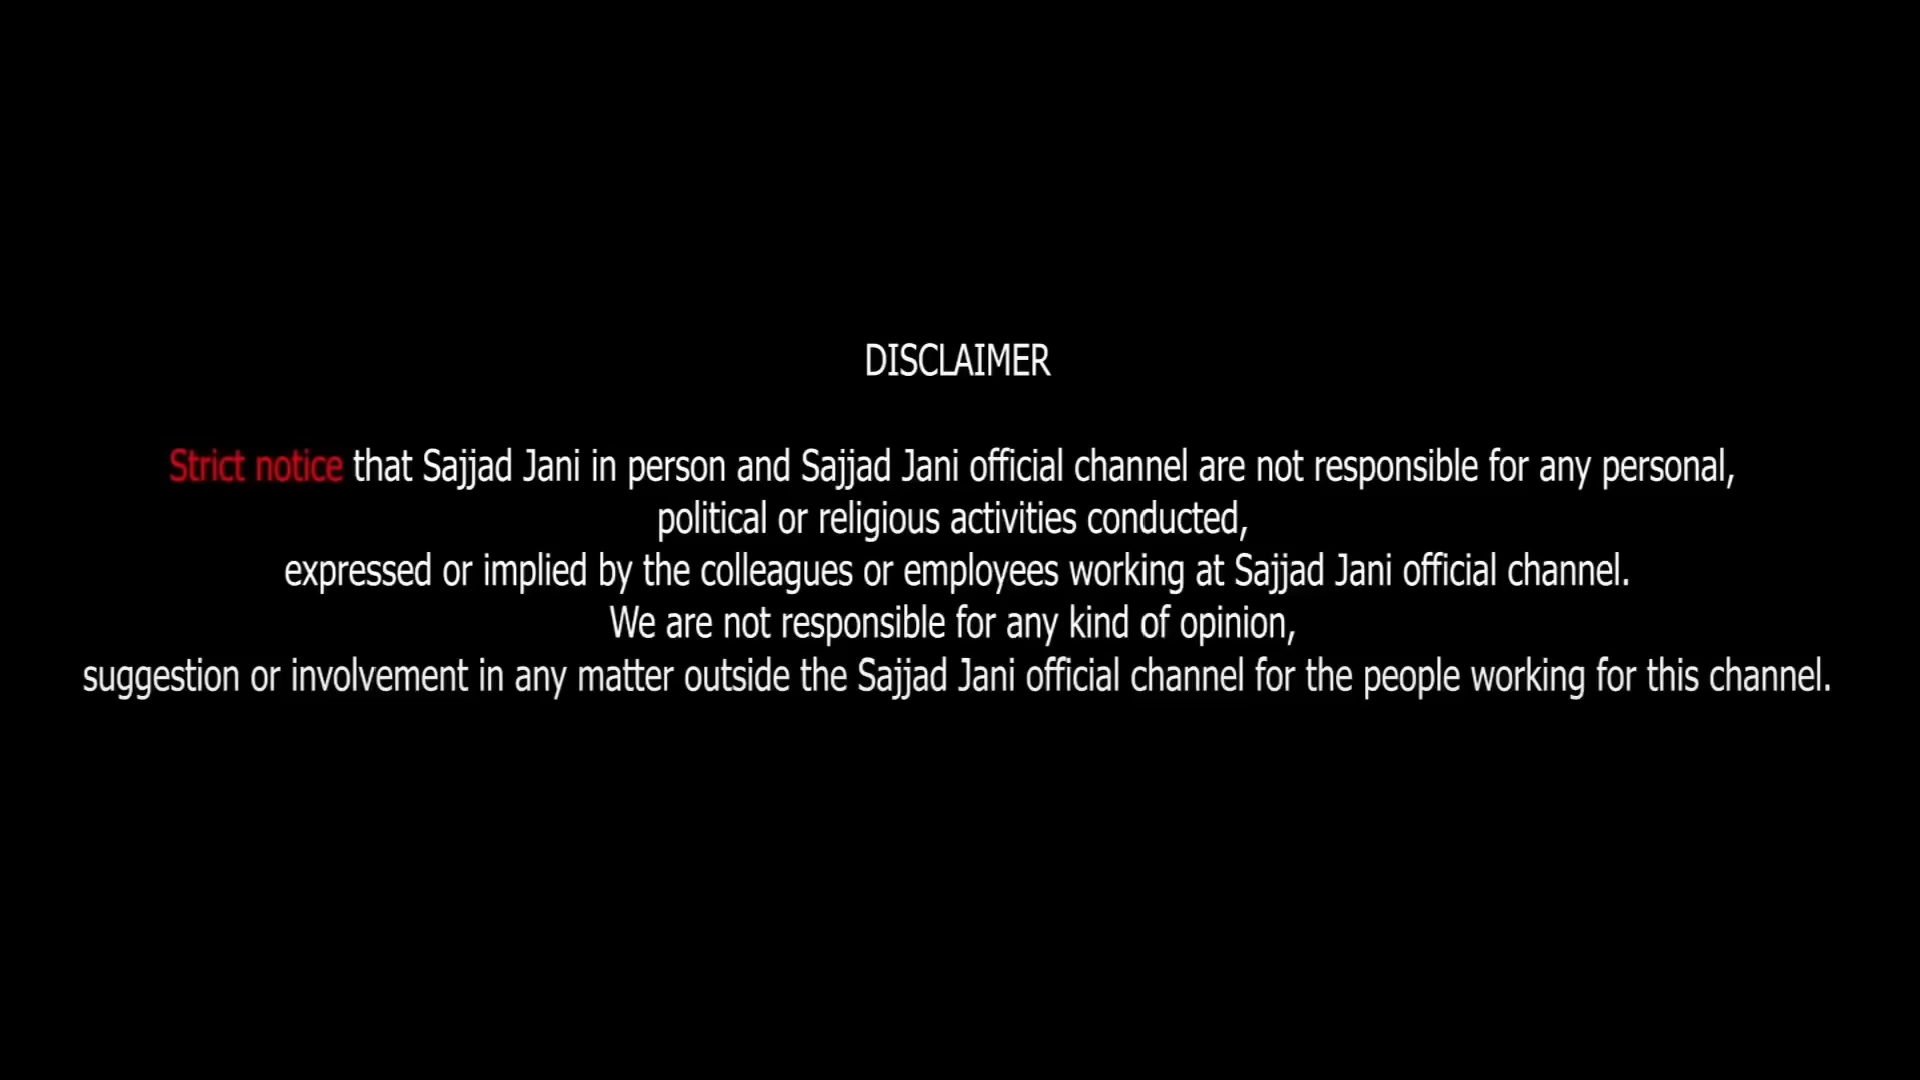 DISCLAIMER
Strict notice that Sajjad Jani in person and Sajjad Jani official channel are not responsible for any personal,
political or religious activities conducted,
expressed or implied by the colleagues or employees working at Sajjad Jani official channel.
We are not responsible for any kind of opinion,
suggestion or involvement in any matter outside the Sajjad Jani official channel for the people working for this channel.